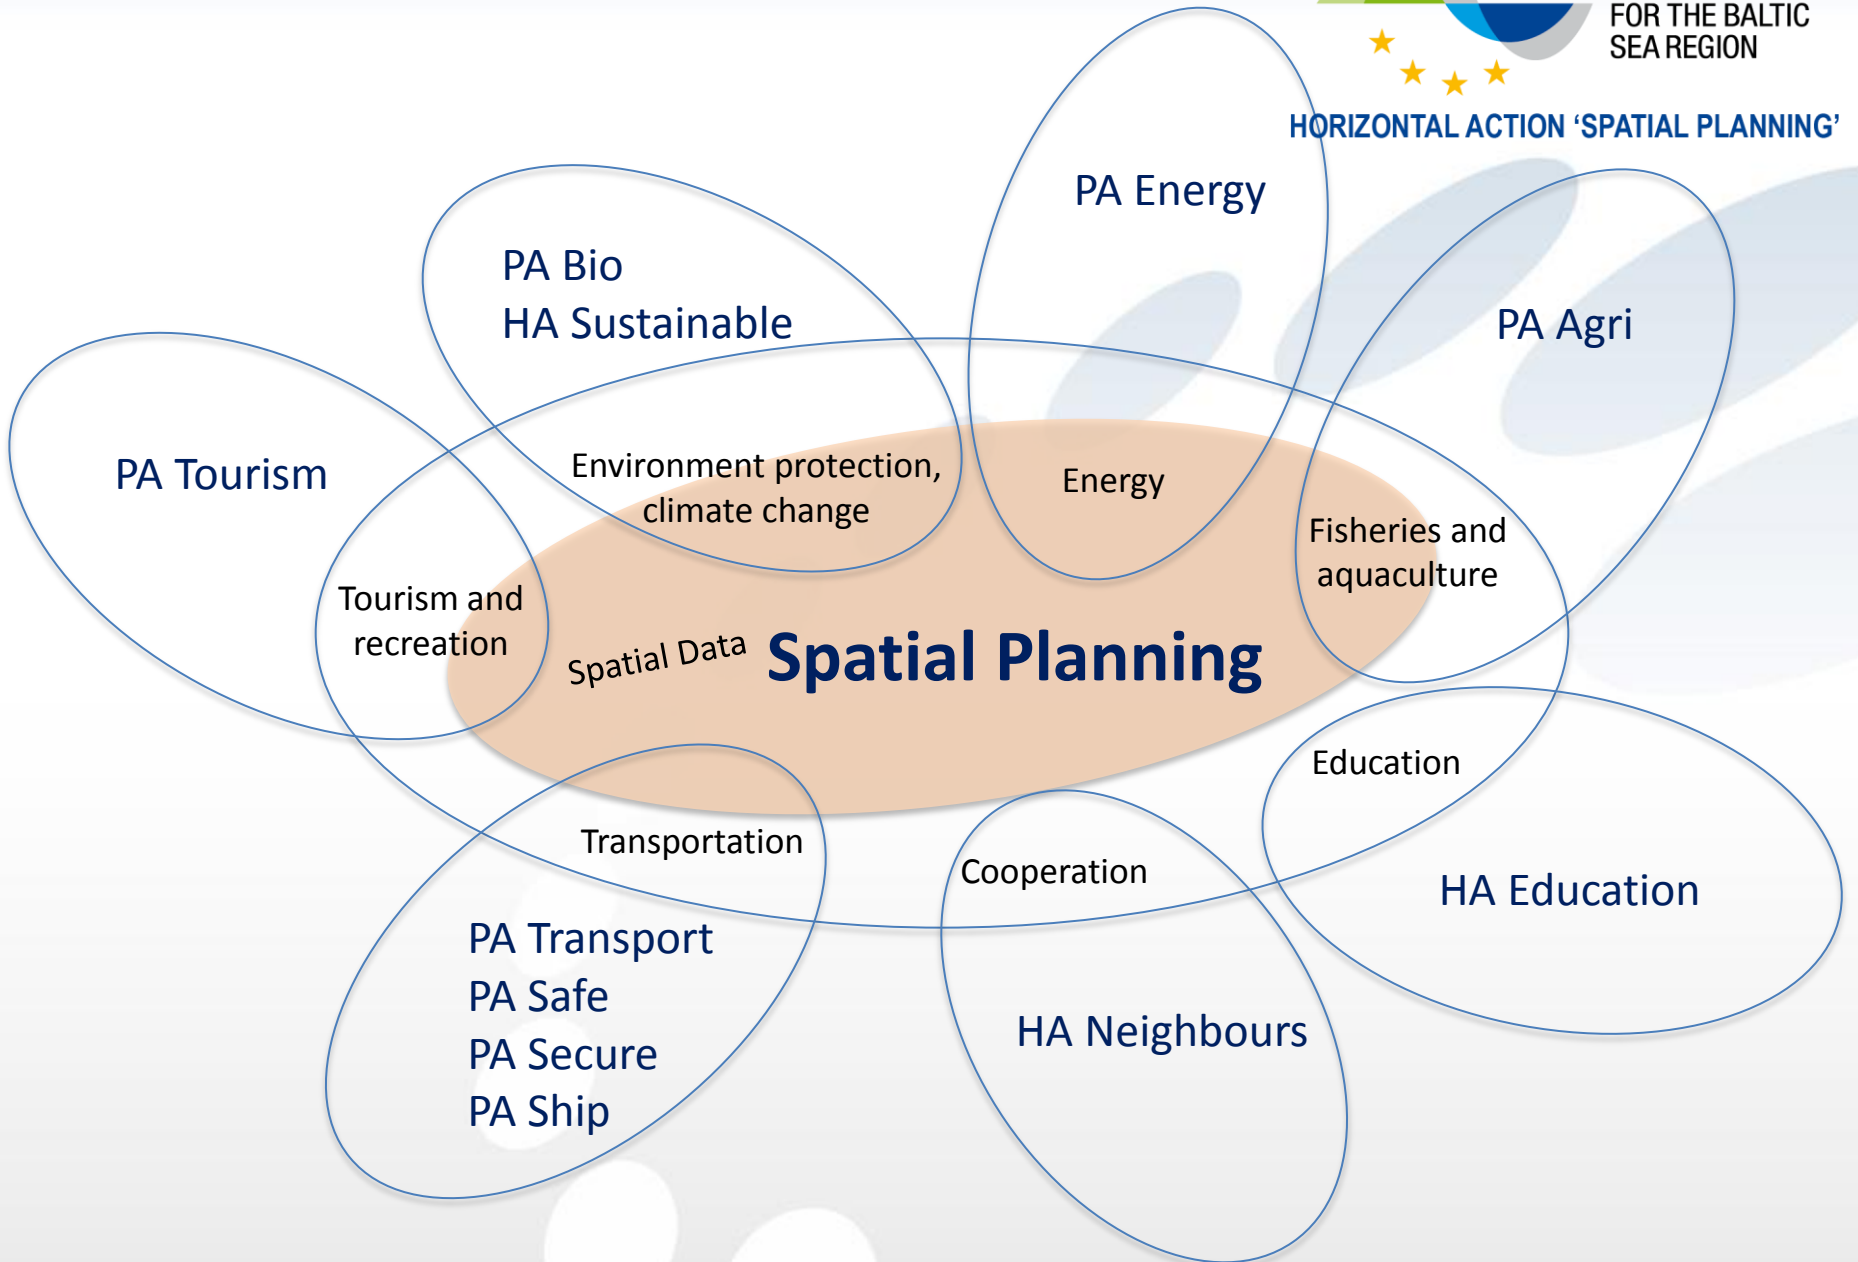 FOR THE BALTIC
SEA REGION
HORIZONTAL ACTION ‘SPATIAL PLANNING’
PA Energy
PA Bio
HA Sustainable
PA Agri
PA Tourism
Environment protection,
climate change
Energy
Fisheries and
aquaculture
Tourism and
recreation
Spatial Data
Spatial Planning
Education
Transportation
Cooperation
HA Education
PA Transport
PA Safe
PA Secure
PA Ship
HA Neighbours